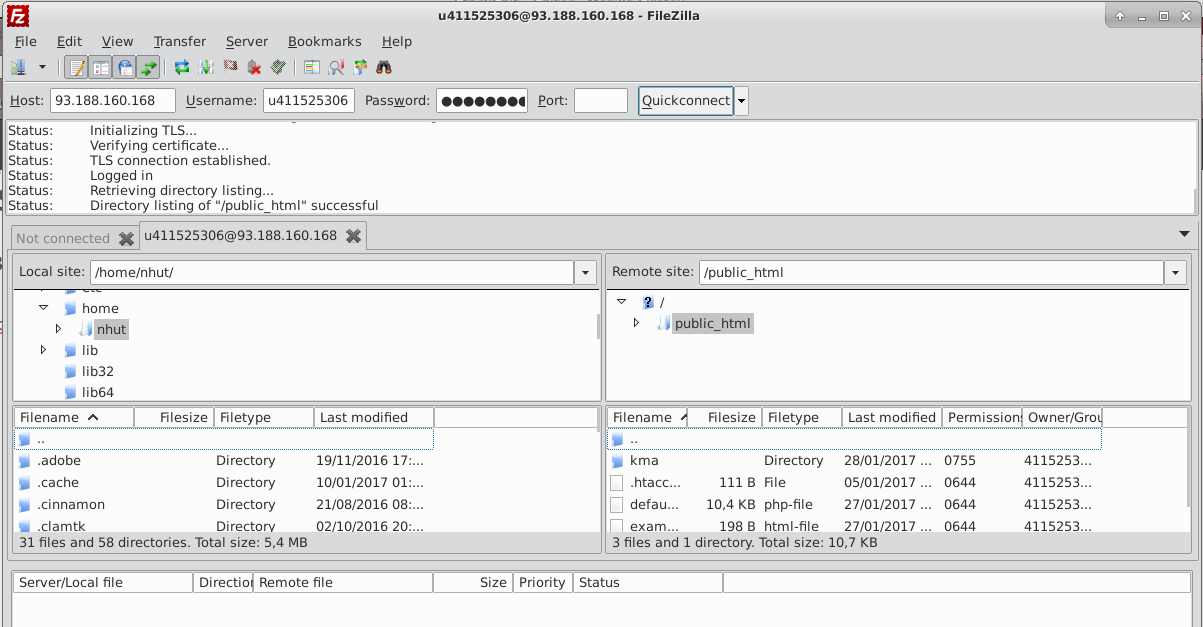 u411525306@93.188.160.168 - FileZilla
File Edit View Transfer Server Bookmarks Help
Host: 93.188.160.168 Username: u411525306 Password: ●●●●●●●● Port: Quickconnect
Status: Initializing TLS...
Status: Verifying certificate...
Status: TLS connection established.
Status: Logged in
Status: Retrieving directory listing...
Status: Directory listing of "/public_html" successful
Not connected u411525306@93.188.160.168
Local site: /home/nhut/ Remote site: /public_html
etc
home
nhut
lib
lib32
lib64
/
public_html
Filename Filesize Filetype Last modified
..
.adobe Directory 19/11/2016 17:...
.cache Directory 10/01/2017 01:...
.cinnamon Directory 21/08/2016 08:...
.clamtk Directory 02/10/2016 20:...
31 files and 58 directories. Total size: 5,4 MB
Filename Filesize Filetype Last modified Permission Owner/Grou
..
kma Directory 28/01/2017 ... 0755 4115253...
.htacc... 111 B File 05/01/2017 ... 0644 4115253...
defau... 10,4 KB php-file 27/01/2017 ... 0644 4115253...
exam... 198 B html-file 27/01/2017 ... 0644 4115253...
3 files and 1 directory. Total size: 10,7 KB
Server/Local file Direction Remote file Size Priority Status